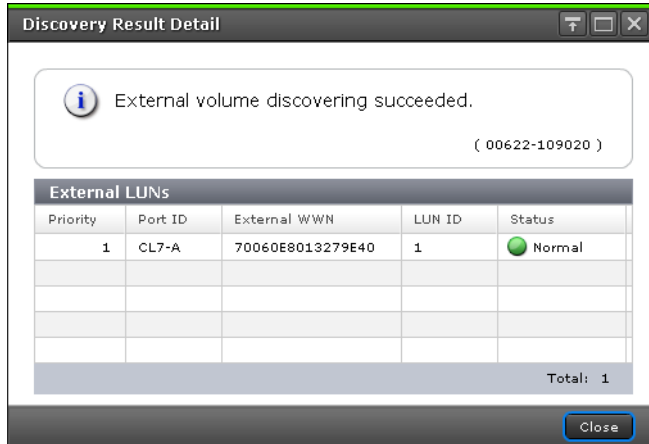 Discovery Result Detail
External volume discovering succeeded.
( 00622-109020 )
External LUNs
Priority Port ID External WWN LUN ID Status
1 CL7-A 70060E8013279E40 1 Normal
Total: 1
Close